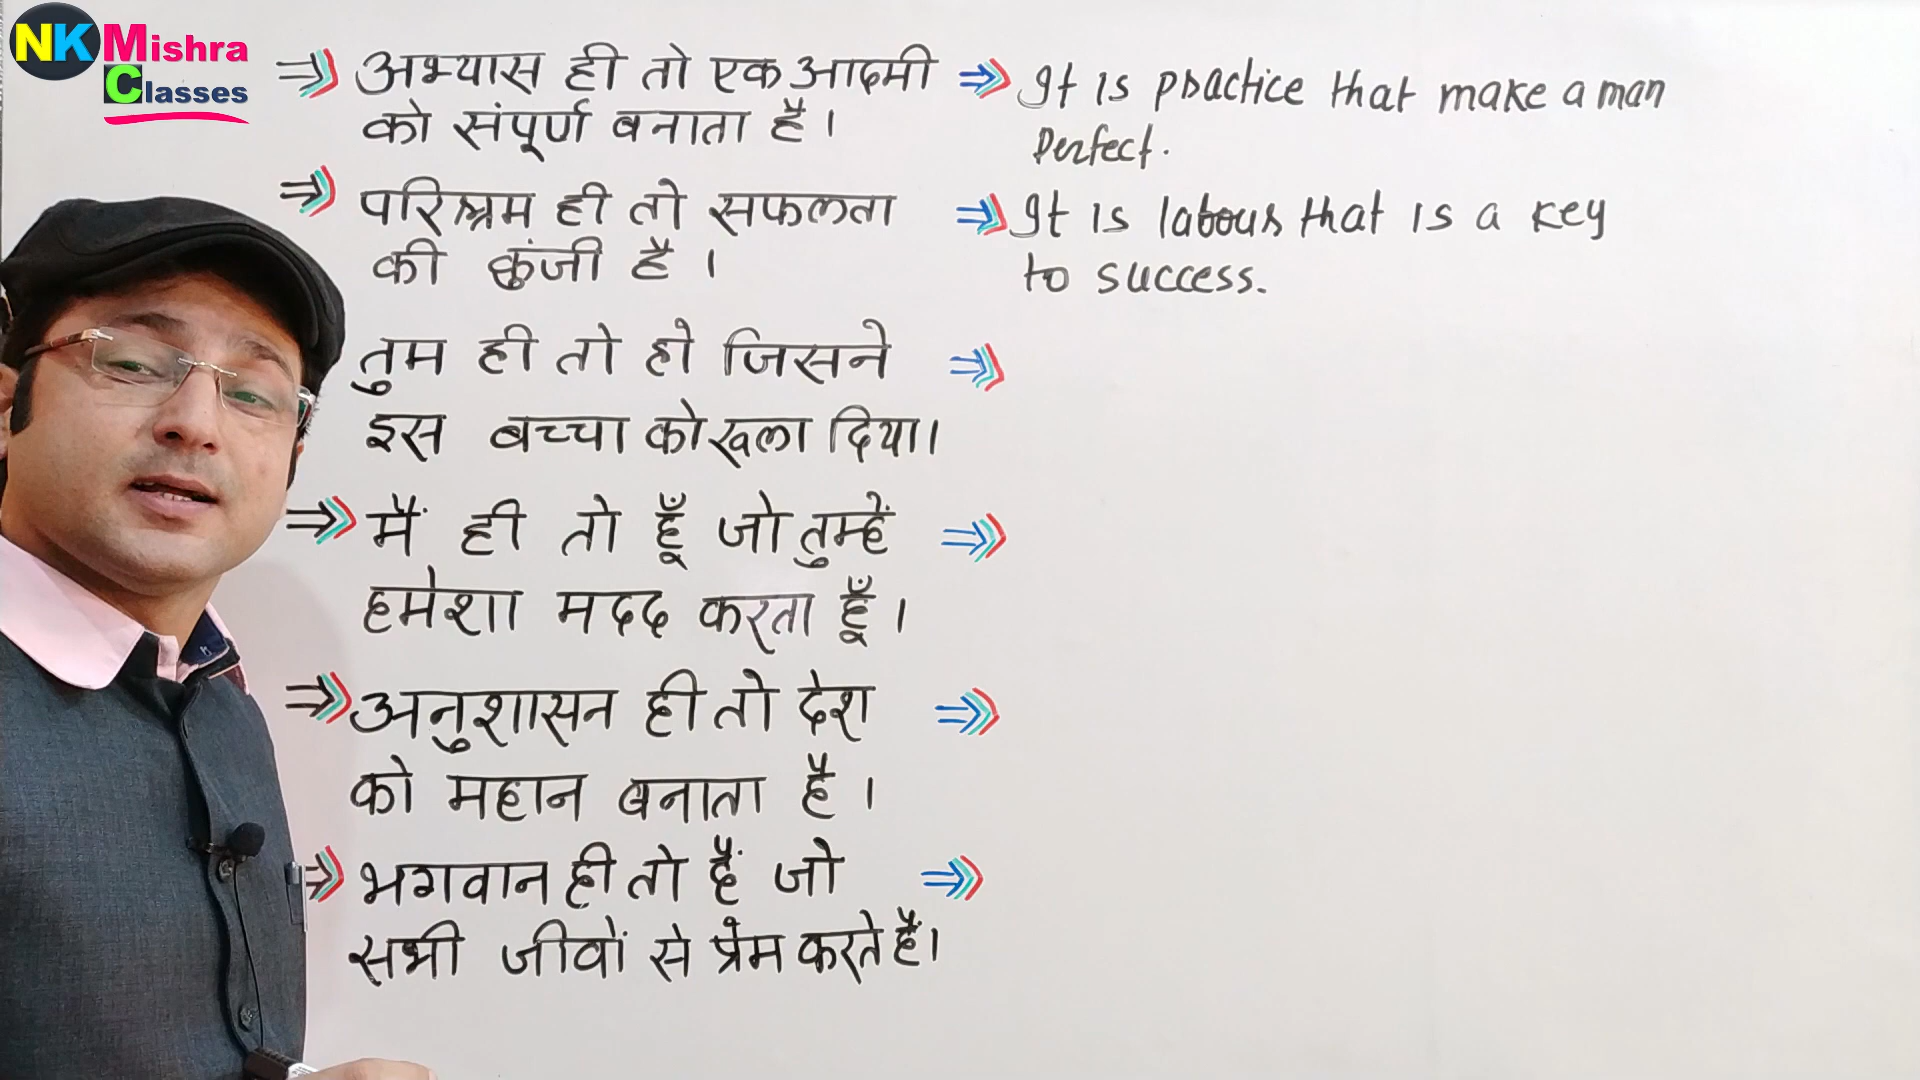 NK Mishra
Classes
अभ्यास ही तो एक आदमी
को संपूर्ण बनाता है।
It is practice that make a man
perfect.
परिश्रम ही तो सफलता
की कुंजी है।
It is labour that is a key
to success.
तुम ही तो हो जिसने
इस बच्चा को रूला दिया।
मैं ही तो हूँ जो तुम्हें
हमेशा मदद करता हूँ।
अनुशासन ही तो देश
को महान बनाता है।
भगवान ही तो हैं जो
सभी जीवों से प्रेम करते हैं।